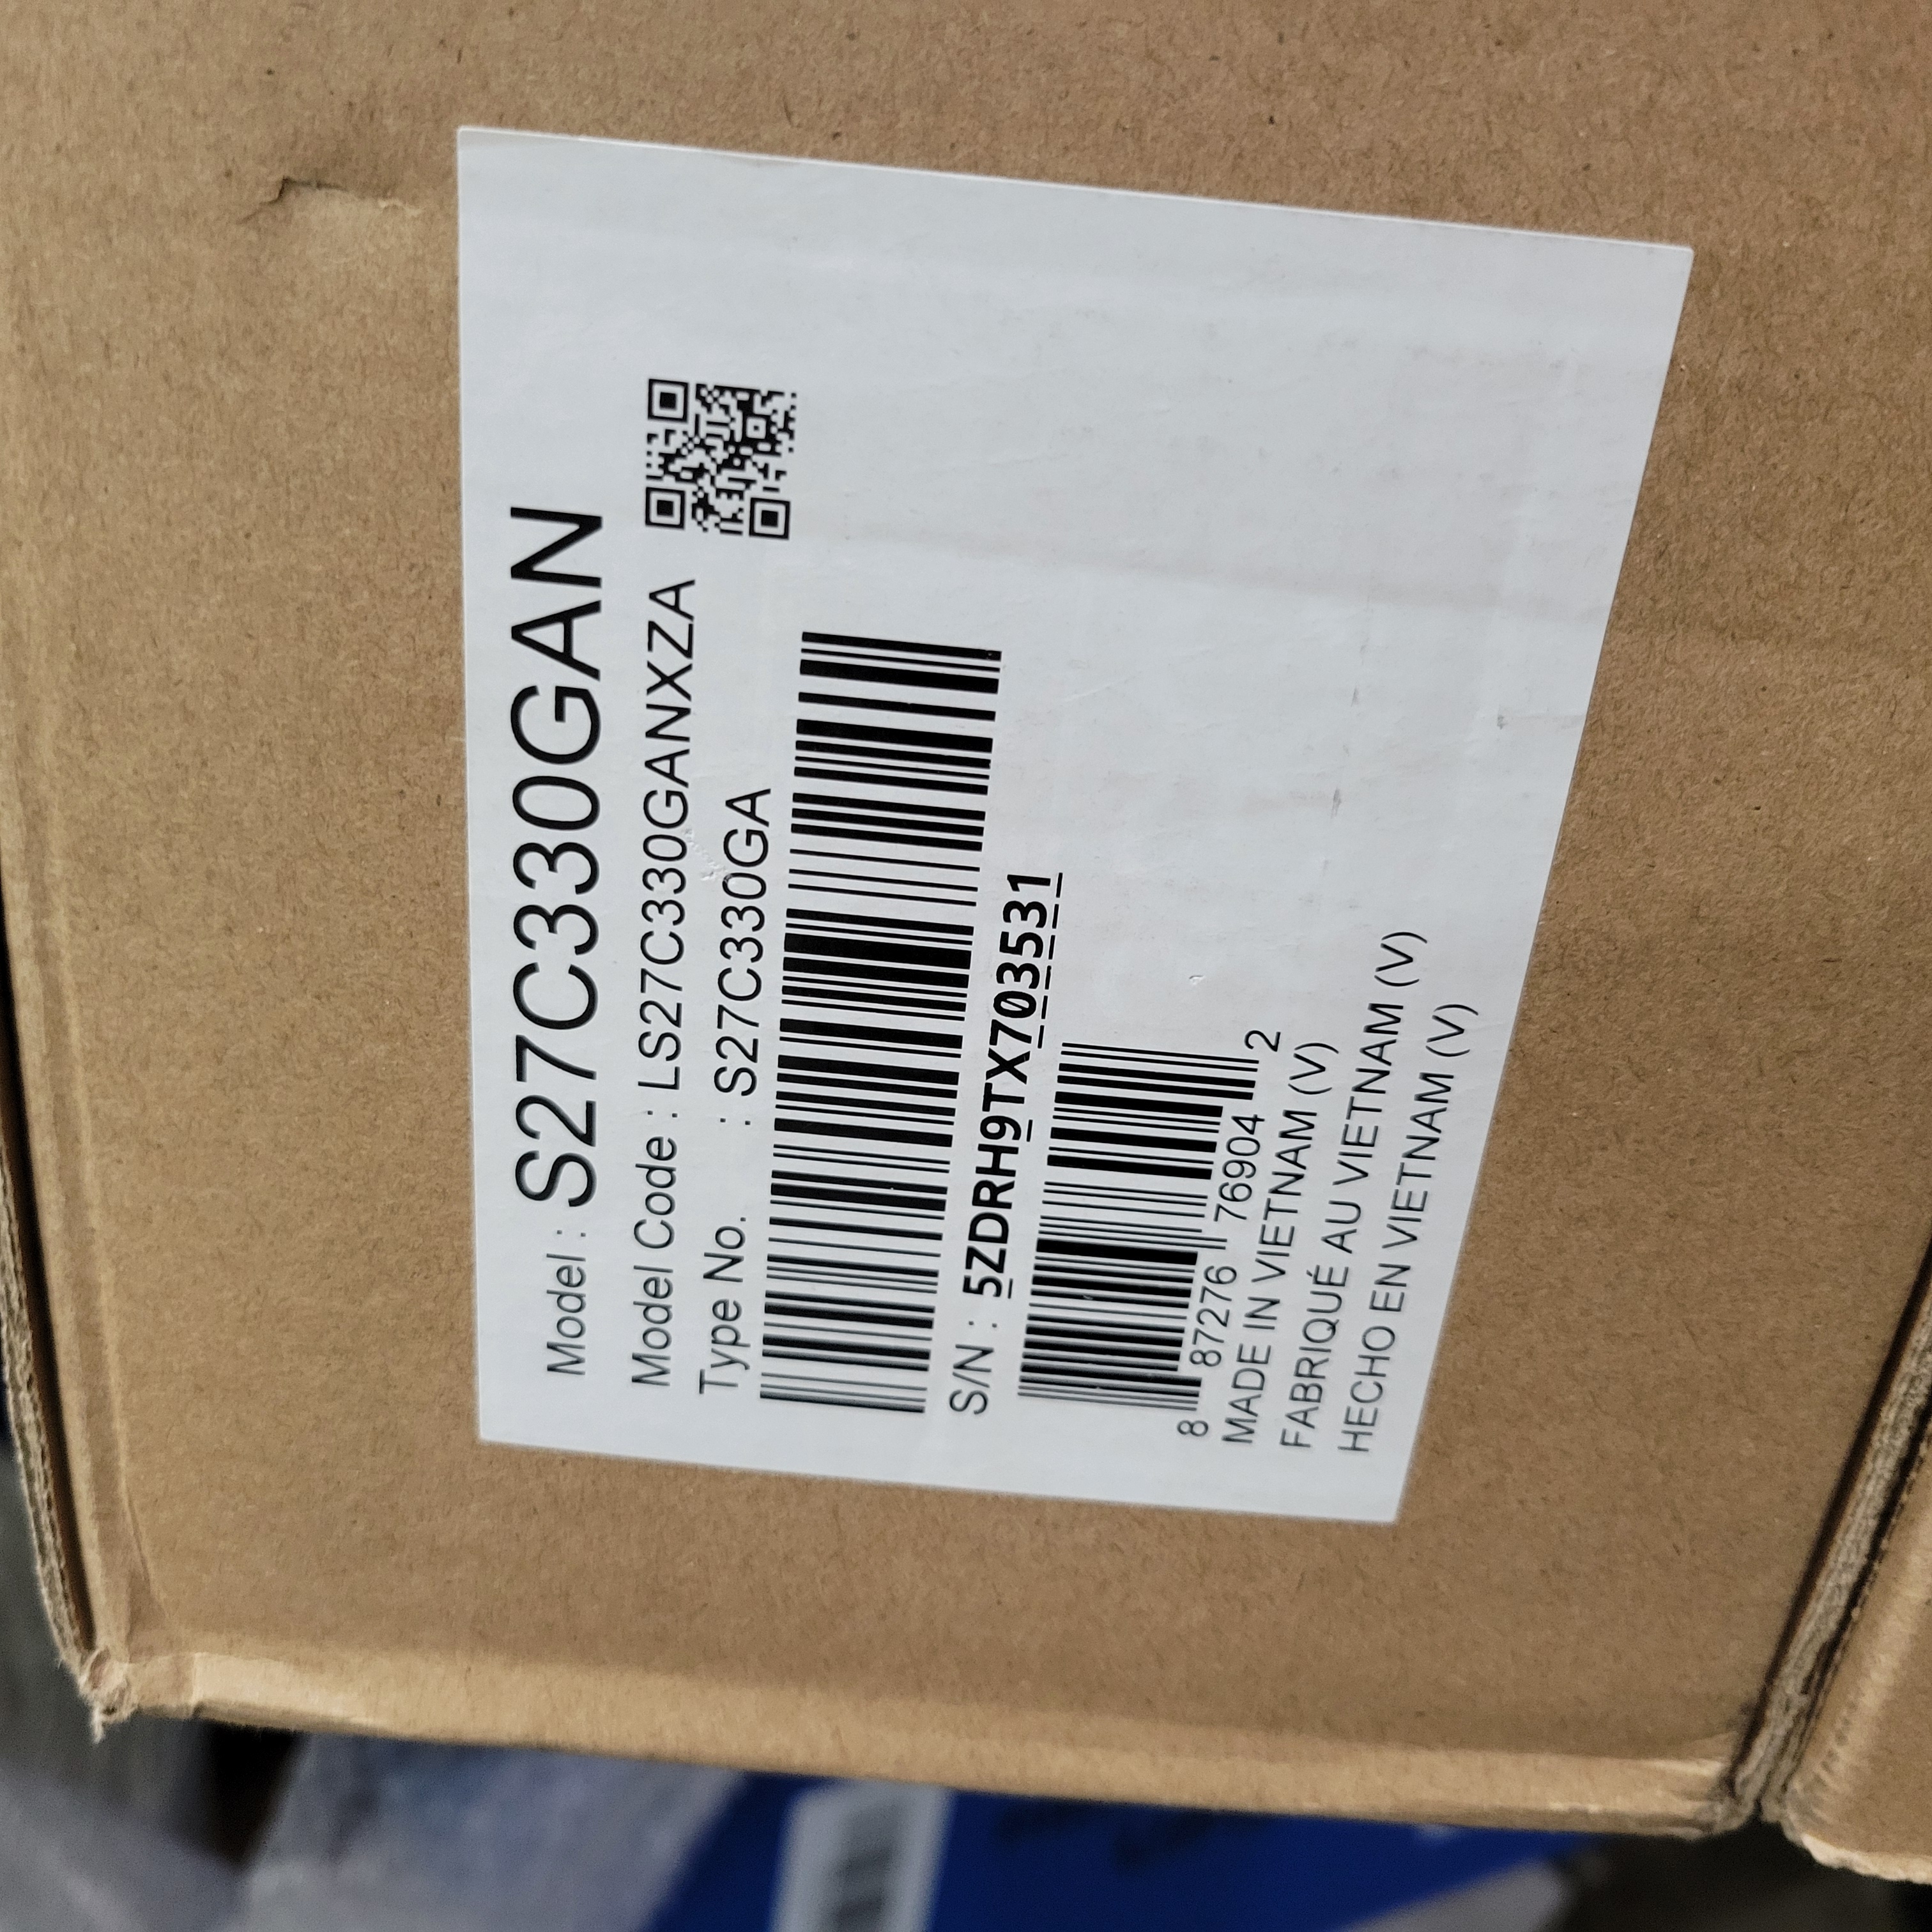 Model : S27C330GAN
Model Code : LS27C330GANXZA
Type No. : S27C330GA
S/N : 5ZDRH9TX703531
8 87276 76904 2
MADE IN VIETNAM (V)
FABRIQUÉ AU VIETNAM (V)
HECHO EN VIETNAM (V)